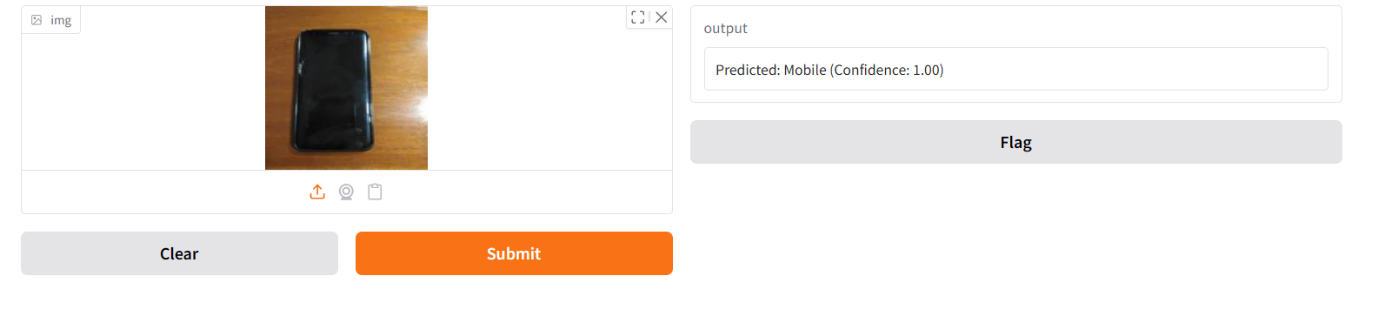 img
output
Predicted: Mobile (Confidence: 1.00)
Flag
Clear
Submit